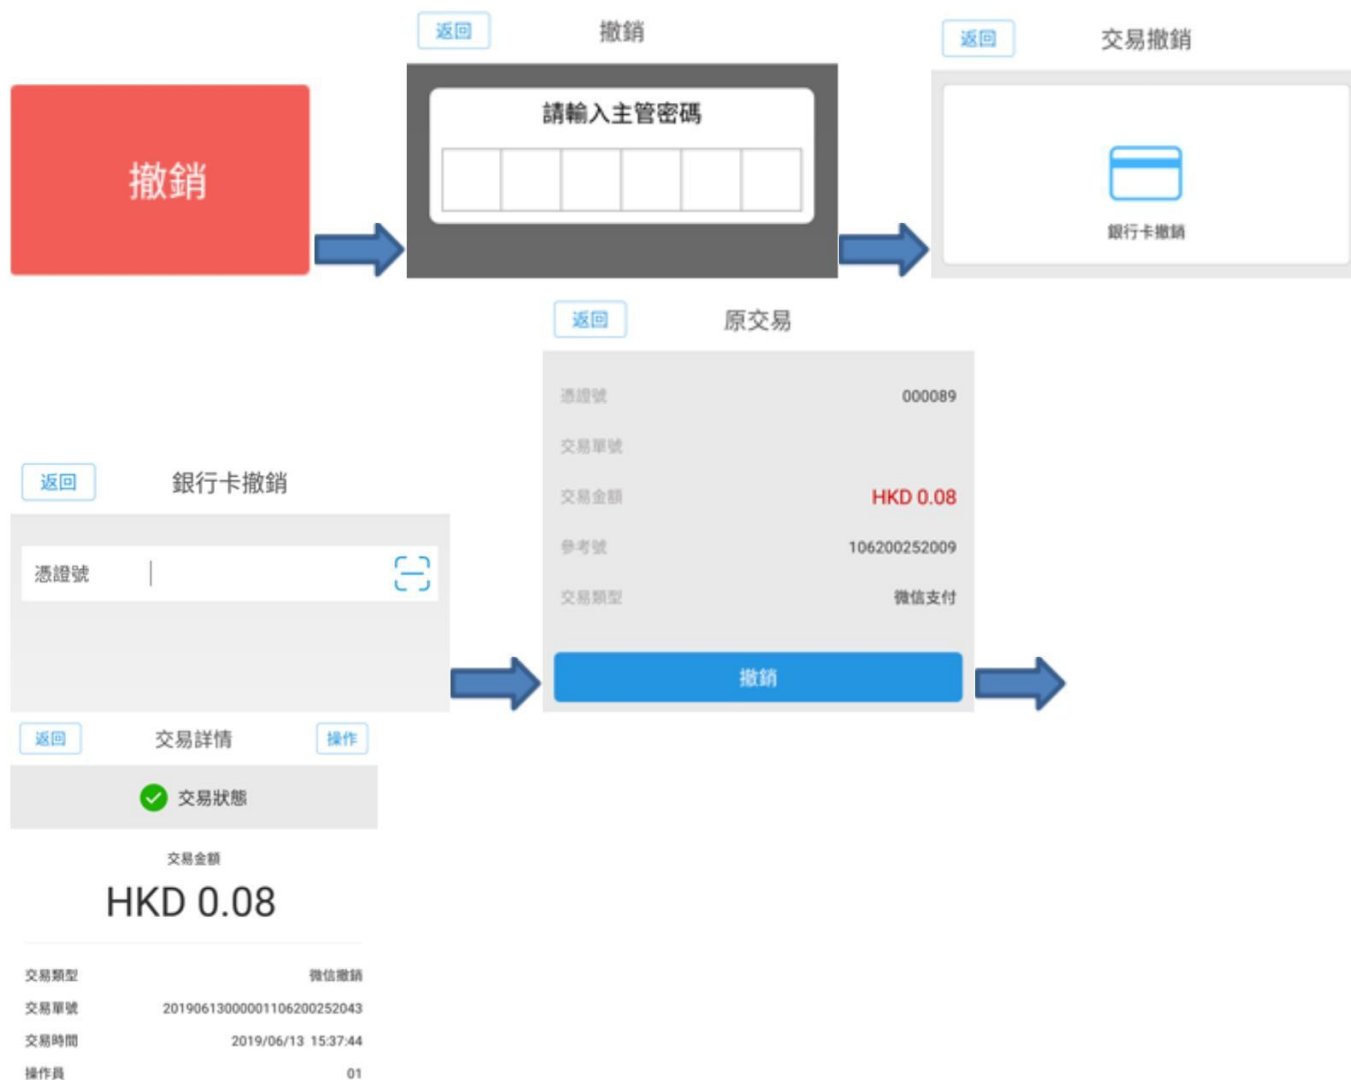 撤銷
返回 撤銷
請輸入主管密碼
返回 交易撤銷
銀行卡撤銷
返回 銀行卡撤銷
憑證號
返回 原交易
憑證號 000089
交易單號
交易金額 HKD 0.08
參考號 106200252009
交易類型 微信支付
撤銷
返回 交易詳情 操作
交易狀態
交易金額
HKD 0.08
交易類型 微信撤銷
交易單號 20190613000001106200252043
交易時間 2019/06/13 15:37:44
操作員 01